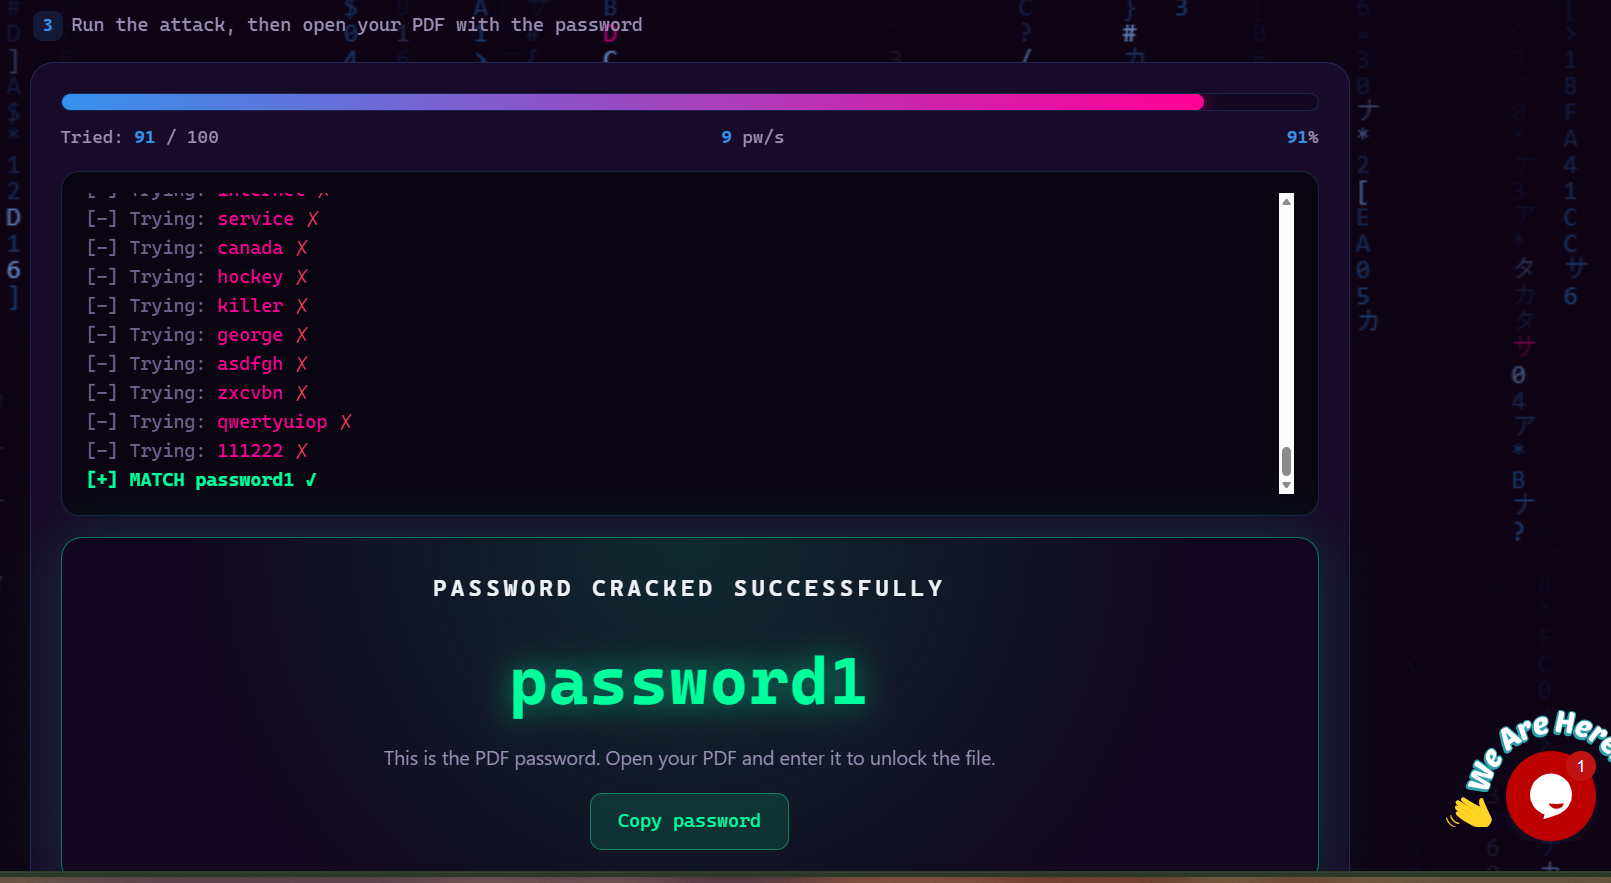 3 Run the attack, then open your PDF with the password
Tried: 91 / 100
9 pw/s
91%
[-] Trying: internet ✗
[-] Trying: service ✗
[-] Trying: canada ✗
[-] Trying: hockey ✗
[-] Trying: killer ✗
[-] Trying: george ✗
[-] Trying: asdfgh ✗
[-] Trying: zxcvbn ✗
[-] Trying: qwertyuiop ✗
[-] Trying: 111222 ✗
[+] MATCH password1 ✓
PASSWORD CRACKED SUCCESSFULLY
password1
This is the PDF password. Open your PDF and enter it to unlock the file.
Copy password
We Are Here
1